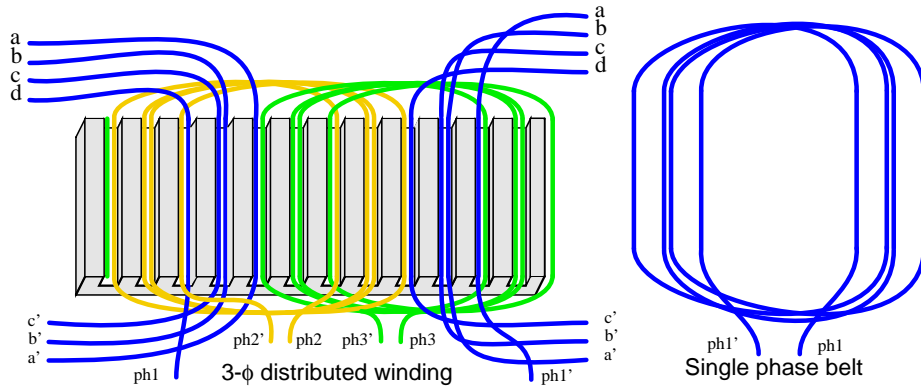 a
b
c
d
a
b
c
d
c’
b’
a’
ph1
ph2’
ph2
ph3’
ph3
ph1’
c’
b’
a’
ph1’
ph1
3-ϕ distributed winding
Single phase belt